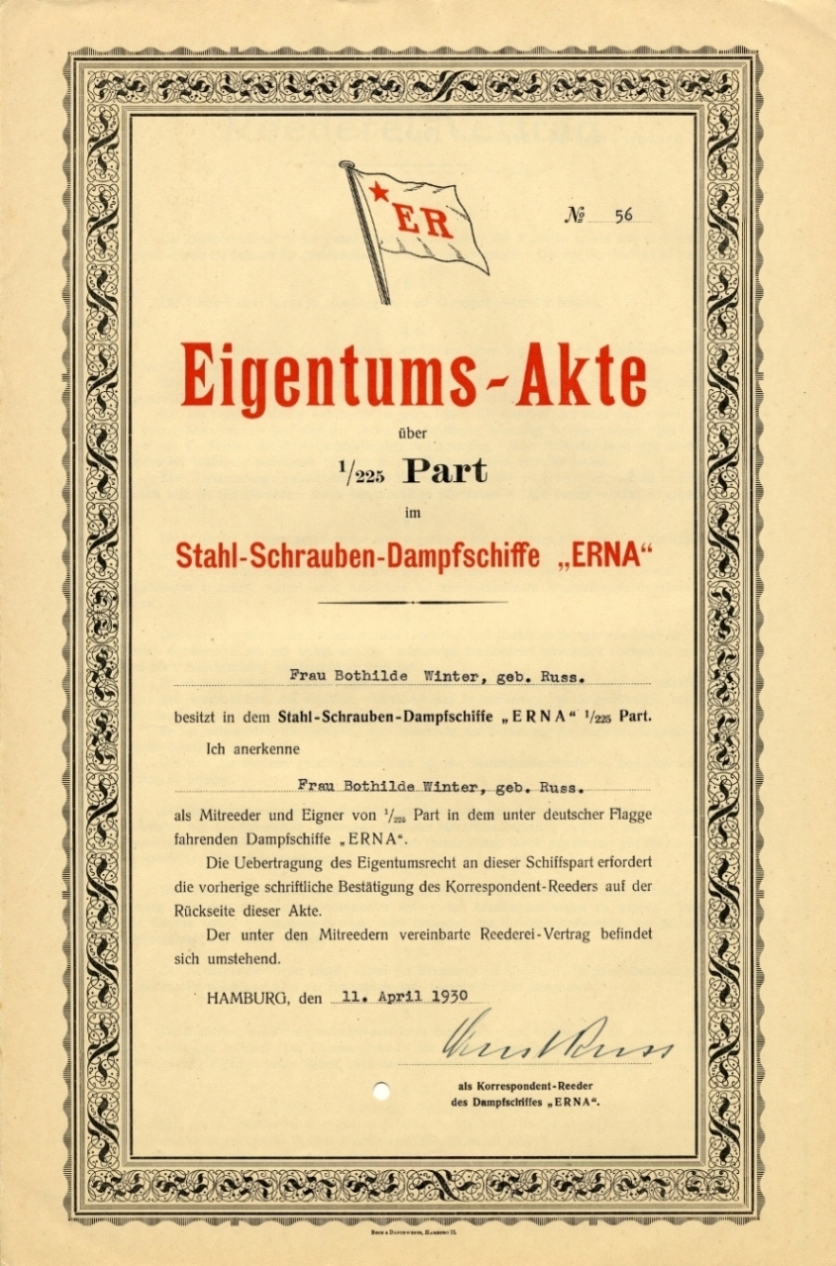 ER
№ 56
Eigentums-Akte
über
1/225 Part
im
Stahl-Schrauben-Dampfschiffe „ERNA“
Frau Bothilde Winter, geb. Russ.
besitzt in dem Stahl-Schrauben-Dampfschiffe „ERNA“ 1/225 Part.
Ich anerkenne
Frau Bothilde Winter, geb. Russ.
als Mitreeder und Eigner von 1/225 Part in dem unter deutscher Flagge
fahrenden Dampfschiffe „ERNA“.
Die Uebertragung des Eigentumsrecht an dieser Schiffspart erfordert
die vorherige schriftliche Bestätigung des Korrespondent-Reeders auf der
Rückseite dieser Akte.
Der unter den Mitreedern vereinbarte Reederei-Vertrag befindet
sich umstehend.
HAMBURG, den 11. April 1930
Ernst Russ
als Korrespondent-Reeder
des Dampfschiffes „ERNA“.